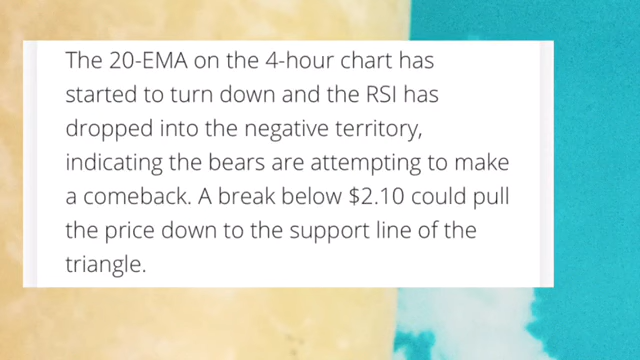 The 20-EMA on the 4-hour chart has
started to turn down and the RSI has
dropped into the negative territory,
indicating the bears are attempting to make
a comeback. A break below $2.10 could pull
the price down to the support line of the
triangle.